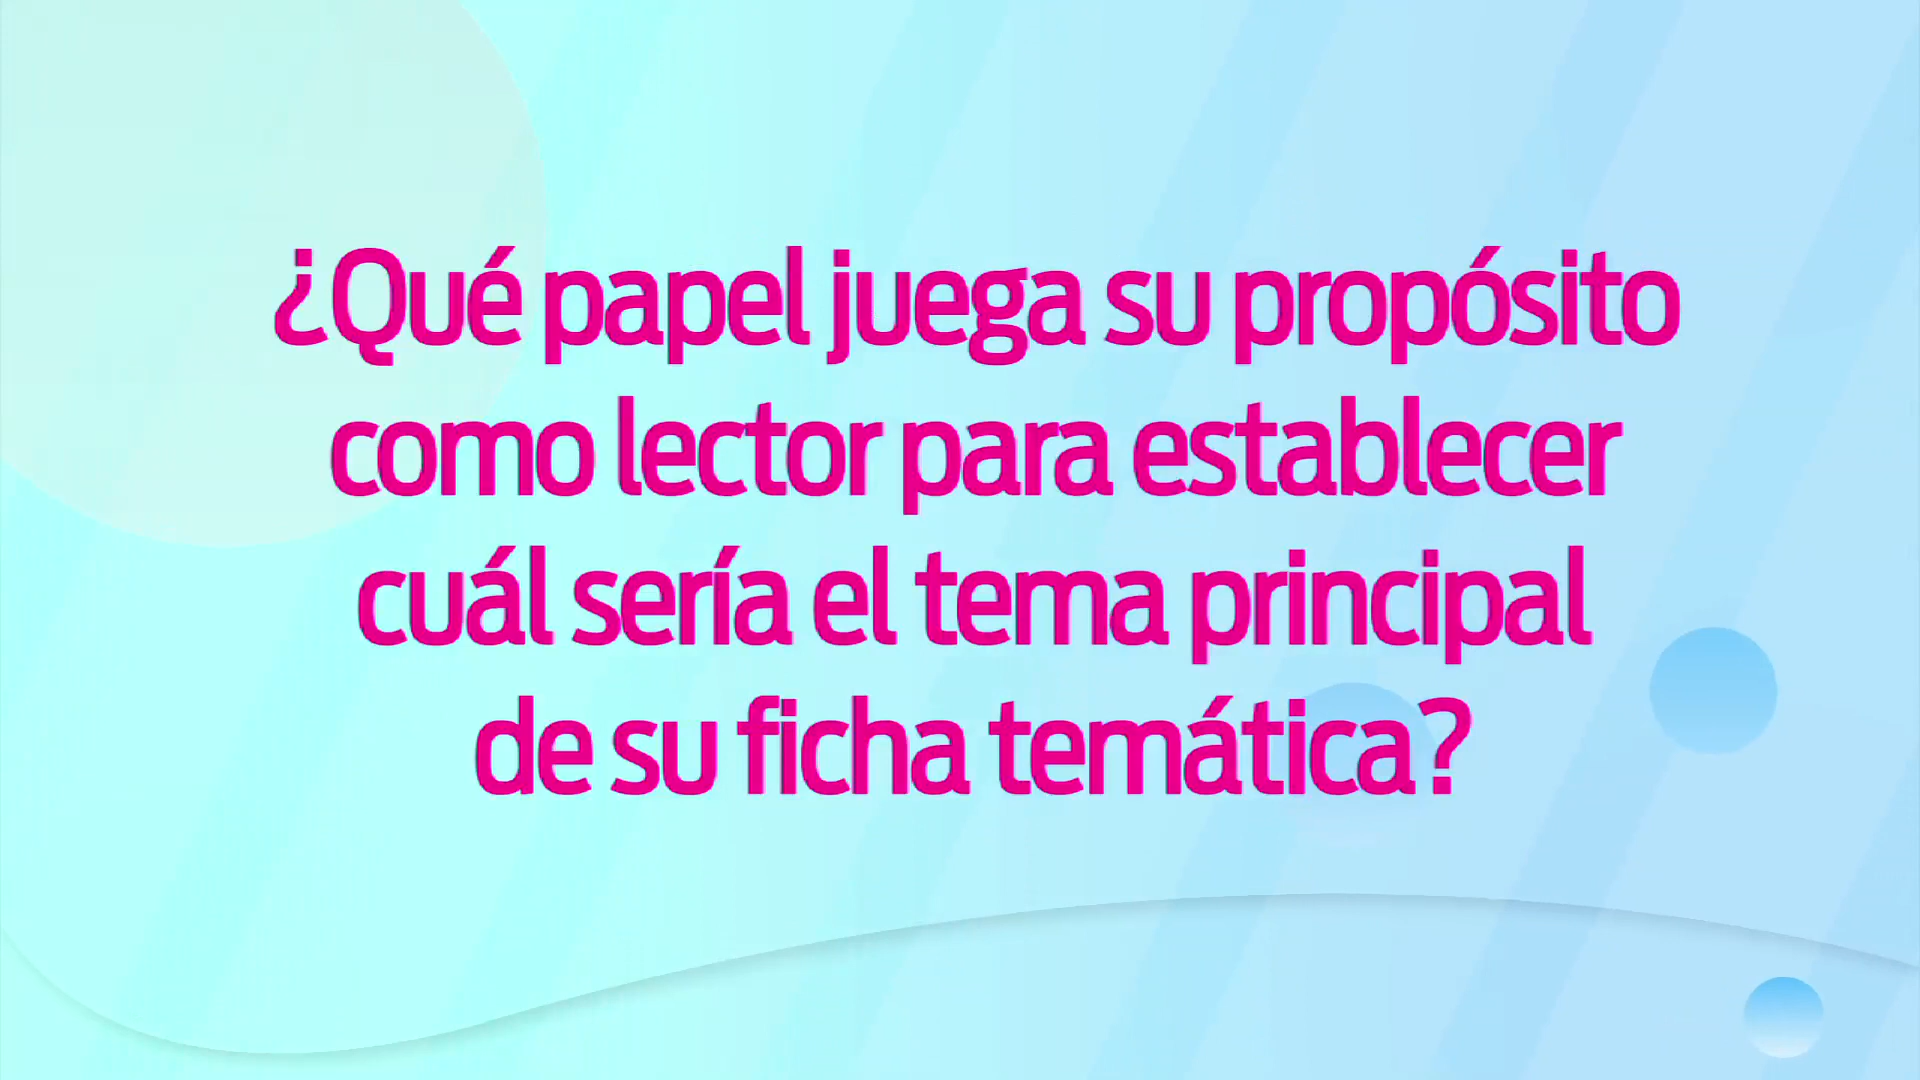 ¿Qué papel juega su propósito
como lector para establecer
cuál sería el tema principal
de su ficha temática?